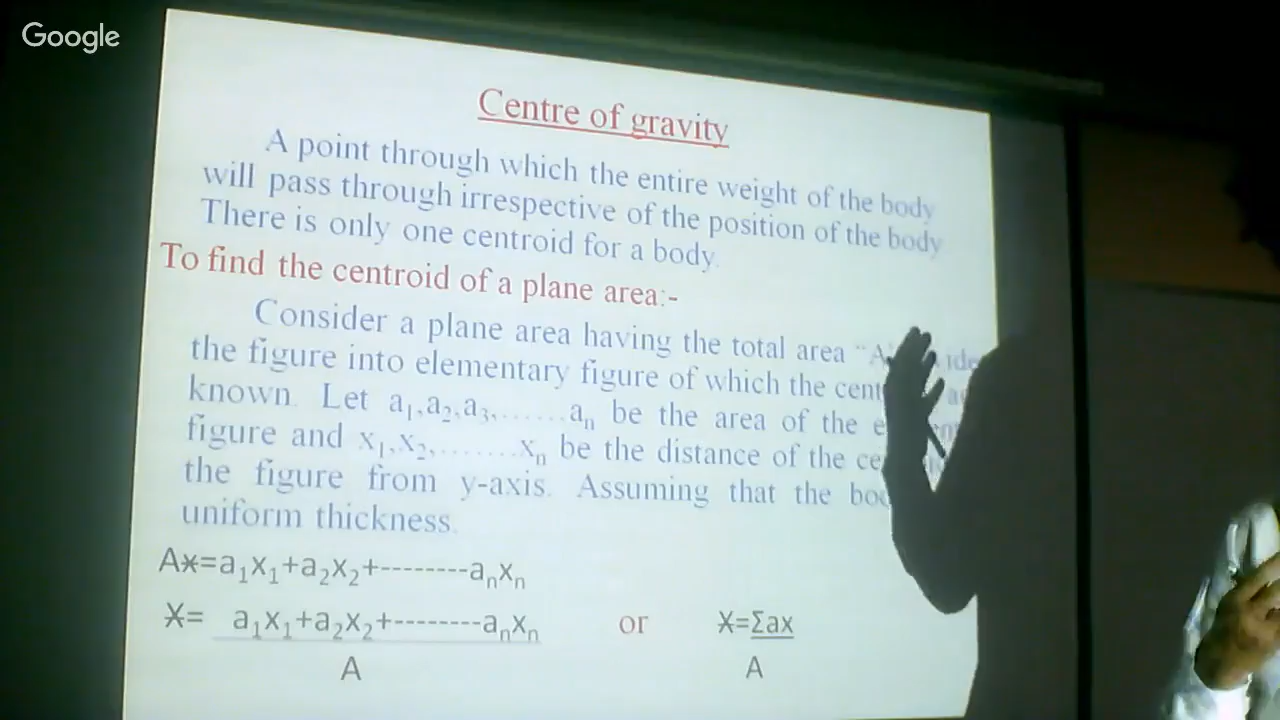 Google
Centre of gravity
A point through which the entire weight of the body
will pass through irrespective of the position of the body
There is only one centroid for a body.
To find the centroid of a plane area:-
Consider a plane area having the total area "A
the figure into elementary figure of which the
known. Let a₁,a₂,a₃,.......aₙ be the area of the
figure and x₁,x₂,........xₙ be the distance of the
the figure from y-axis. Assuming that the
uniform thickness.
Aӿ=a₁x₁+a₂x₂+--------aₙxₙ
Ӿ= a₁x₁+a₂x₂+--------aₙxₙ or Ӿ=Σax
A A